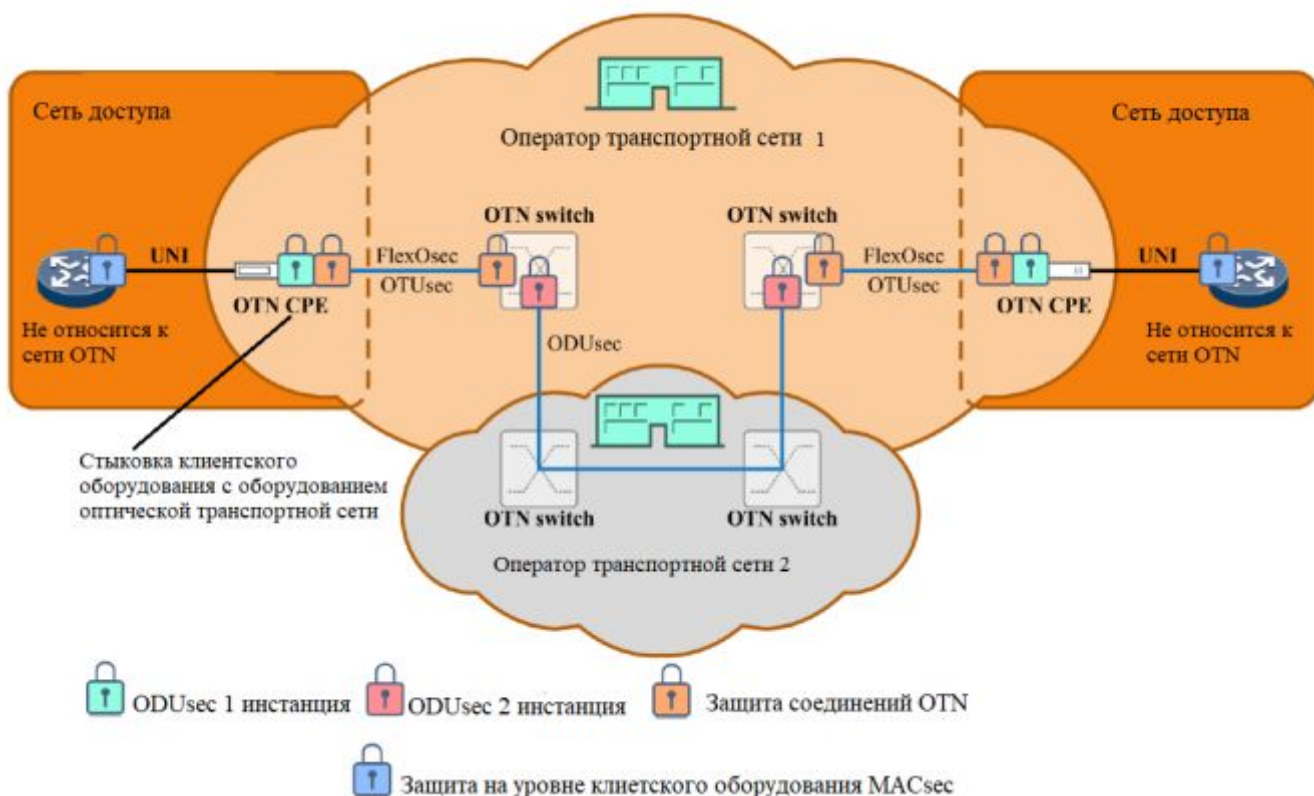 Сеть доступа
Оператор транспортной сети 1
Сеть доступа
OTN switch
OTN switch
UNI
FlexOsec
OTUsec
FlexOsec
OTUsec
UNI
OTN CPE
OTN CPE
Не относится к
сети OTN
Не относится к
сети OTN
ODUsec
Стыковка клиентского
оборудования с оборудованием
оптической транспортной сети
OTN switch
OTN switch
Оператор транспортной сети 2
ODUsec 1 инстанция
ODUsec 2 инстанция
Защита соединений OTN
Защита на уровне клиетского оборудования MACsec